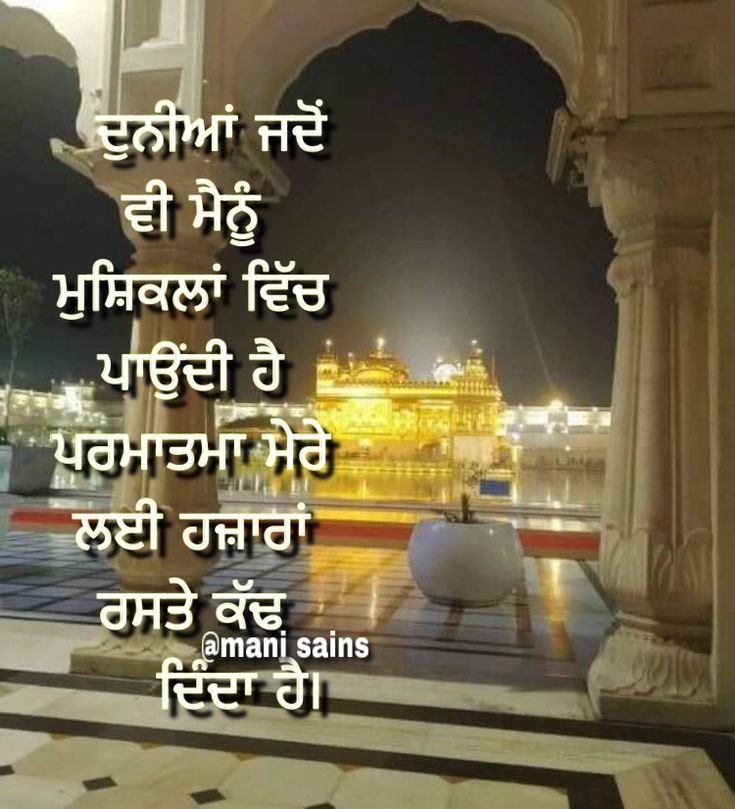 ਦੁਨੀਆਂ ਜਦੋਂ
ਵੀ ਮੈਨੂੰ
ਮੁਸ਼ਿਕਲਾਂ ਵਿੱਚ
ਪਾਉਂਦੀ ਹੈ
ਪਰਮਾਤਮਾ ਮੇਰੇ
ਲਈ ਹਜ਼ਾਰਾਂ
ਰਸਤੇ ਕੱਢ
@mani sains
ਦਿੰਦਾ ਹੈ।